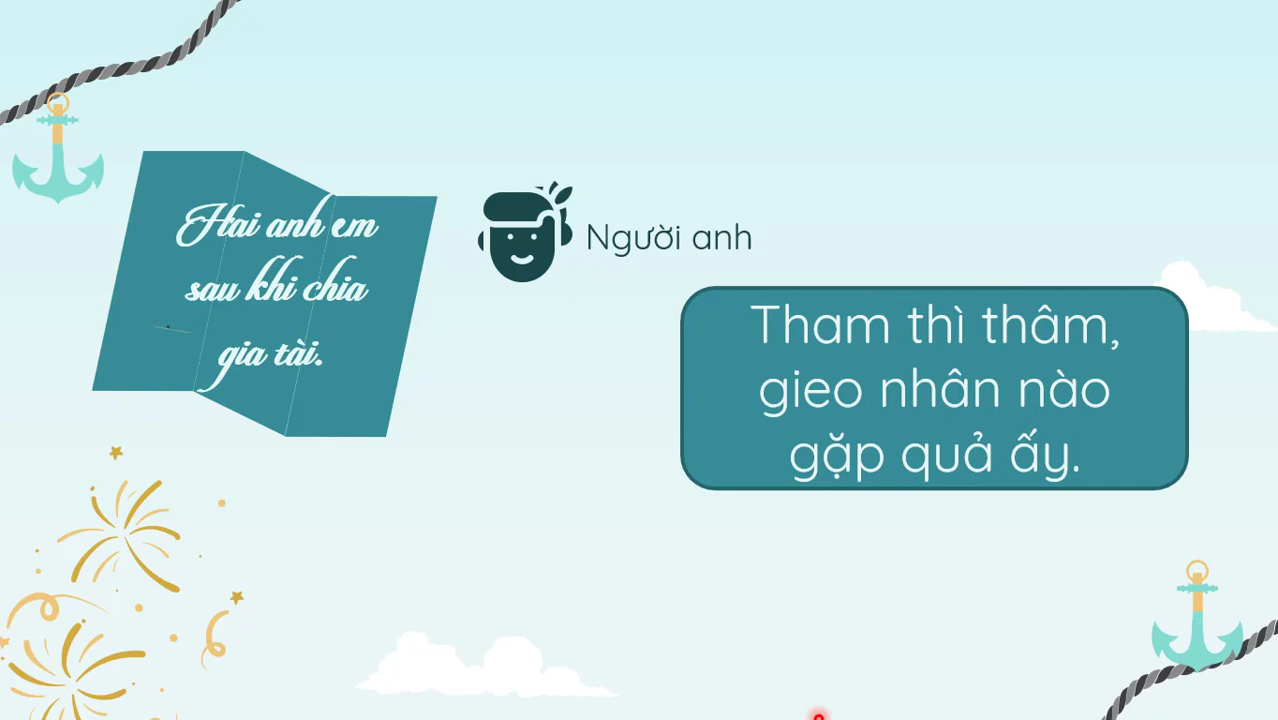 Hai anh em
sau khi chia
gia tài.
Người anh
Tham thì thâm,
gieo nhân nào
gặp quả ấy.